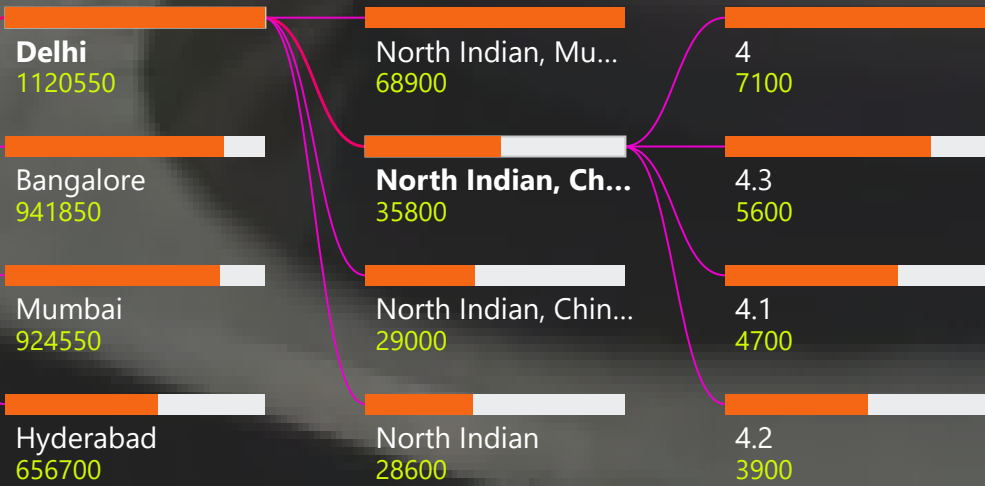 Delhi
1120550
Bangalore
941850
Mumbai
924550
Hyderabad
656700
North Indian, Mu...
68900
North Indian, Ch...
35800
North Indian, Chin...
29000
North Indian
28600
4
7100
4.3
5600
4.1
4700
4.2
3900